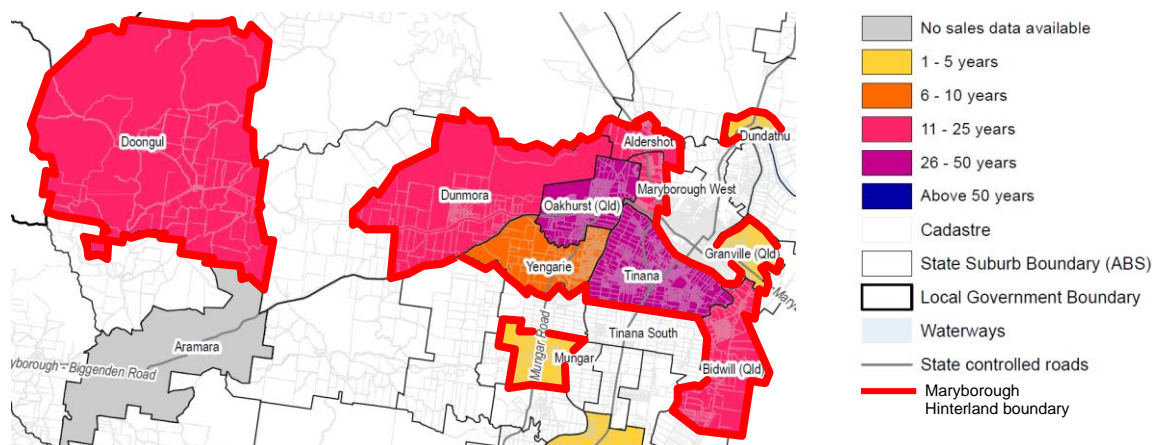 Doongul
Aldershot
Dundathu
Dunmora
Maryborough West
Oakhurst (Qld)
Granville (Qld)
Yengarie
Tinana
Mary
Tinana South
Aramara
Mungar Road
Mungar
Bidwill (Qld)
yborough - Biggenden Road
No sales data available
1 - 5 years
6 - 10 years
11 - 25 years
26 - 50 years
Above 50 years
Cadastre
State Suburb Boundary (ABS)
Local Government Boundary
Waterways
State controlled roads
Maryborough
Hinterland boundary